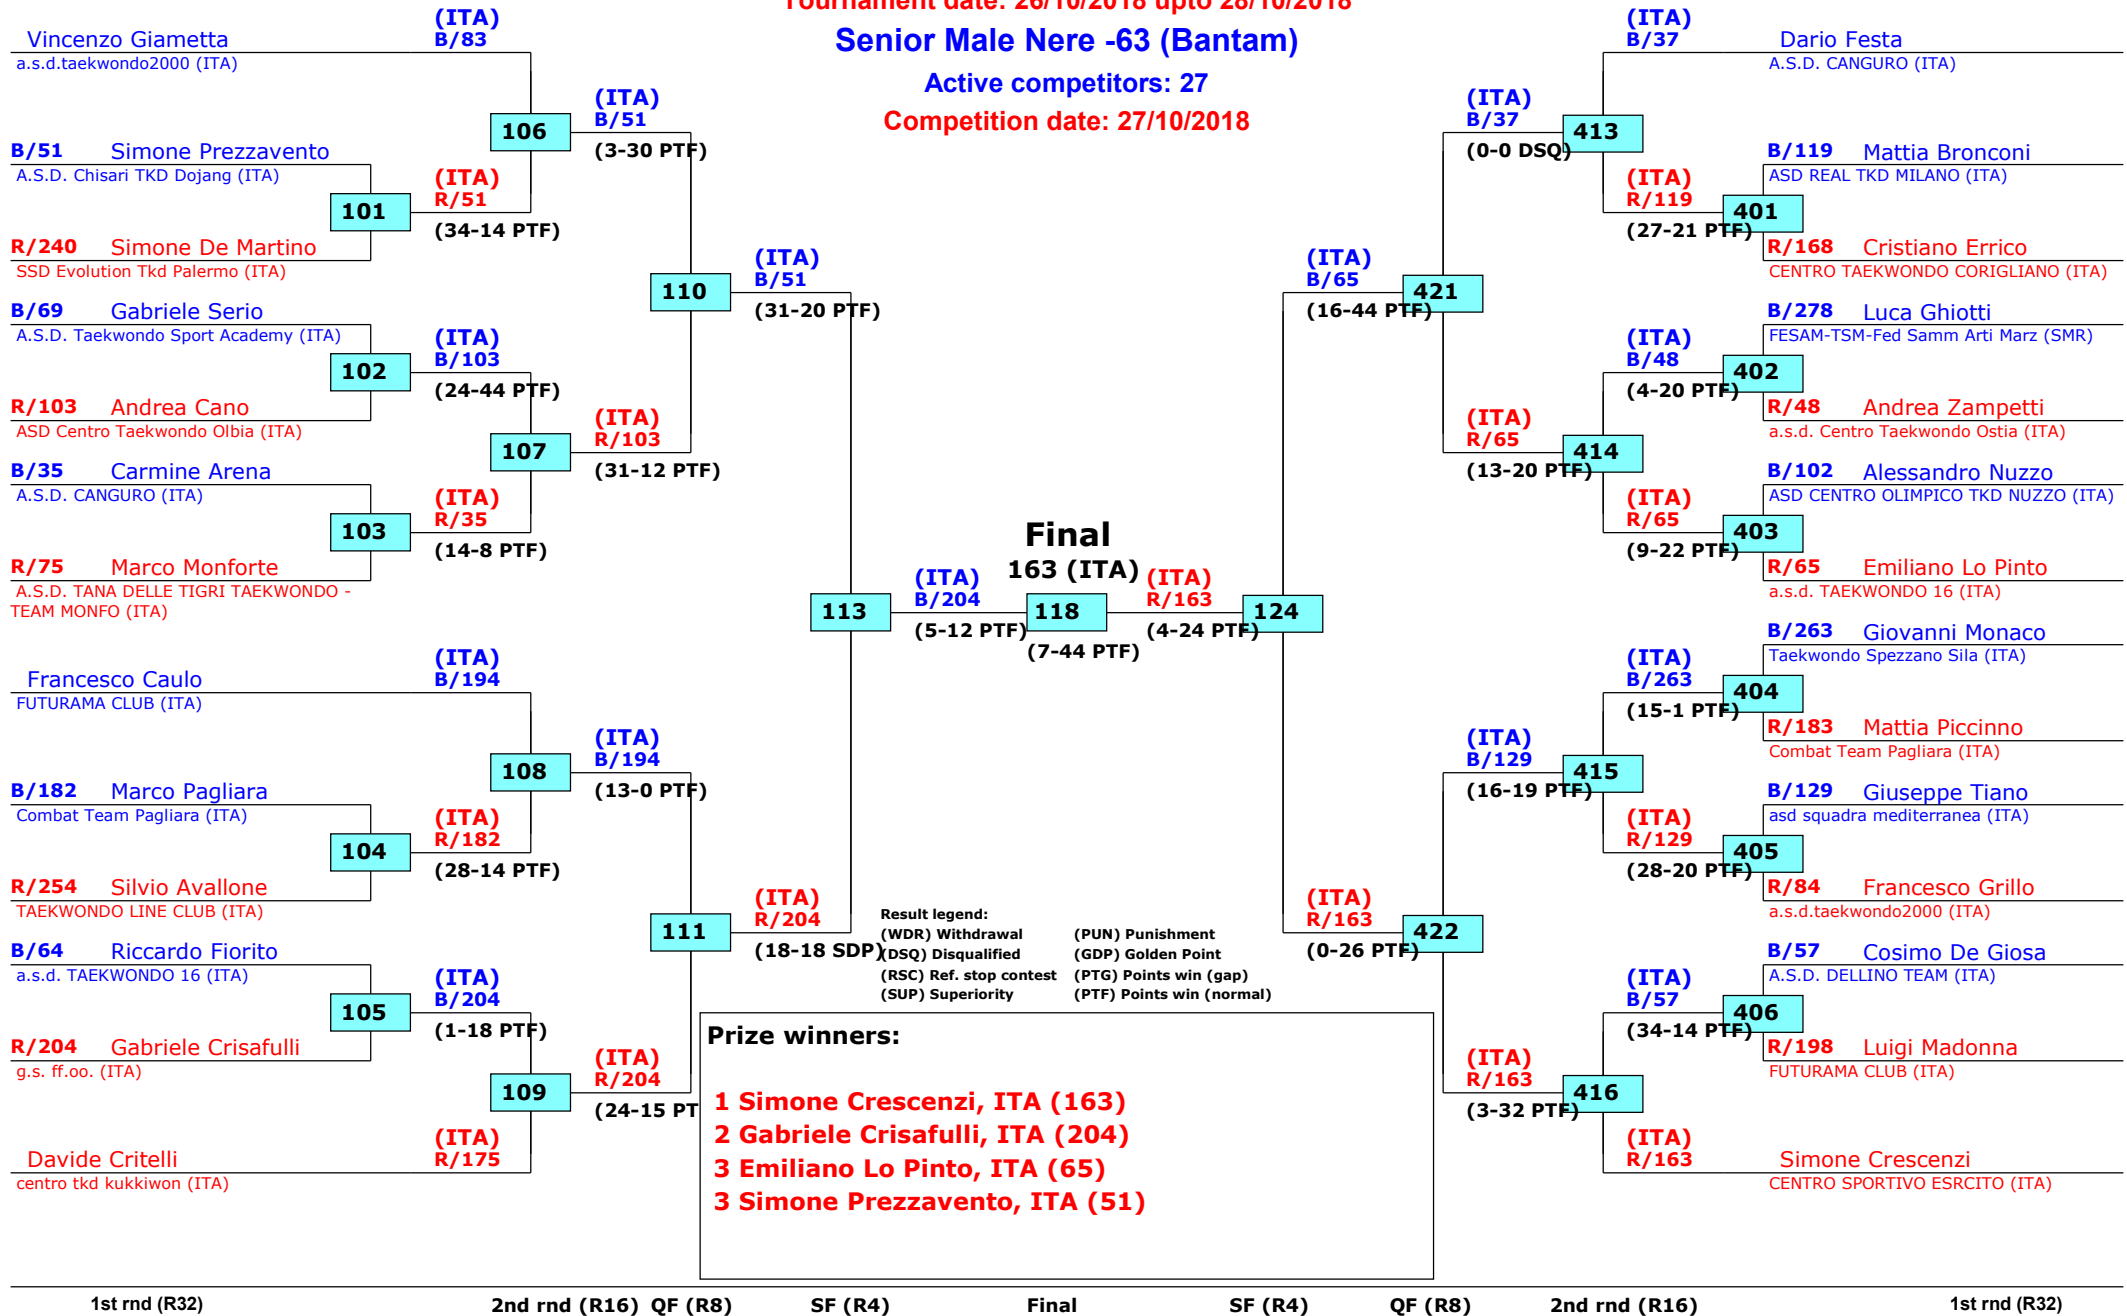 Tournament date: 26/10/2018 upto 28/10/2018
Senior Male Nere -63 (Bantam)
Active competitors: 27
Competition date: 27/10/2018
Vincenzo Giametta
a.s.d.taekwondo2000 (ITA)
(ITA)
B/83
B/51 Simone Prezzavento
A.S.D. Chisari TKD Dojang (ITA)
101
R/240 Simone De Martino
SSD Evolution Tkd Palermo (ITA)
(ITA)
R/51
(34-14 PTF)
106
(ITA)
B/51
(3-30 PTF)
B/69 Gabriele Serio
A.S.D. Taekwondo Sport Academy (ITA)
102
R/103 Andrea Cano
ASD Centro Taekwondo Olbia (ITA)
(ITA)
B/103
(24-44 PTF)
B/35 Carmine Arena
A.S.D. CANGURO (ITA)
103
R/75 Marco Monforte
A.S.D. TANA DELLE TIGRI TAEKWONDO -
TEAM MONFO (ITA)
(ITA)
R/35
(14-8 PTF)
107
(ITA)
R/103
(31-12 PTF)
110
(ITA)
B/51
(31-20 PTF)
Francesco Caulo
FUTURAMA CLUB (ITA)
(ITA)
B/194
B/182 Marco Pagliara
Combat Team Pagliara (ITA)
104
R/254 Silvio Avallone
TAEKWONDO LINE CLUB (ITA)
(ITA)
R/182
(28-14 PTF)
108
(ITA)
B/194
(13-0 PTF)
B/64 Riccardo Fiorito
a.s.d. TAEKWONDO 16 (ITA)
105
R/204 Gabriele Crisafulli
g.s. ff.oo. (ITA)
(ITA)
B/204
(1-18 PTF)
Davide Critelli
centro tkd kukkiwon (ITA)
(ITA)
R/175
109
(ITA)
R/204
(24-15 PT
111
(ITA)
R/204
(18-18 SDP)
113
(ITA)
B/204
(5-12 PTF)
Final
163 (ITA)
118
(7-44 PTF)
(ITA)
R/163
(4-24 PTF)
124
(ITA)
B/65
(16-44 PTF)
421
(ITA)
B/37
(0-0 DSQ)
413
(ITA)
B/37
Dario Festa
A.S.D. CANGURO (ITA)
(ITA)
R/119
(27-21 PTF)
401
B/119 Mattia Bronconi
ASD REAL TKD MILANO (ITA)
R/168 Cristiano Errico
CENTRO TAEKWONDO CORIGLIANO (ITA)
(ITA)
R/65
(13-20 PTF)
414
(ITA)
B/48
(4-20 PTF)
402
B/278 Luca Ghiotti
FESAM-TSM-Fed Samm Arti Marz (SMR)
R/48 Andrea Zampetti
a.s.d. Centro Taekwondo Ostia (ITA)
(ITA)
R/65
(9-22 PTF)
403
B/102 Alessandro Nuzzo
ASD CENTRO OLIMPICO TKD NUZZO (ITA)
R/65 Emiliano Lo Pinto
a.s.d. TAEKWONDO 16 (ITA)
(ITA)
R/163
(0-26 PTF)
422
(ITA)
B/129
(16-19 PTF)
415
(ITA)
B/263
(15-1 PTF)
404
B/263 Giovanni Monaco
Taekwondo Spezzano Sila (ITA)
R/183 Mattia Piccinno
Combat Team Pagliara (ITA)
(ITA)
R/129
(28-20 PTF)
405
B/129 Giuseppe Tiano
asd squadra mediterranea (ITA)
R/84 Francesco Grillo
a.s.d.taekwondo2000 (ITA)
(ITA)
R/163
(3-32 PTF)
416
(ITA)
B/57
(34-14 PTF)
406
B/57 Cosimo De Giosa
A.S.D. DELLINO TEAM (ITA)
R/198 Luigi Madonna
FUTURAMA CLUB (ITA)
(ITA)
R/163
Simone Crescenzi
CENTRO SPORTIVO ESRCITO (ITA)
Result legend:
(WDR) Withdrawal (PUN) Punishment
(DSQ) Disqualified (GDP) Golden Point
(RSC) Ref. stop contest (PTG) Points win (gap)
(SUP) Superiority (PTF) Points win (normal)
Prize winners:
1 Simone Crescenzi, ITA (163)
2 Gabriele Crisafulli, ITA (204)
3 Emiliano Lo Pinto, ITA (65)
3 Simone Prezzavento, ITA (51)
1st rnd (R32) 2nd rnd (R16) QF (R8) SF (R4) Final SF (R4) QF (R8) 2nd rnd (R16) 1st rnd (R32)